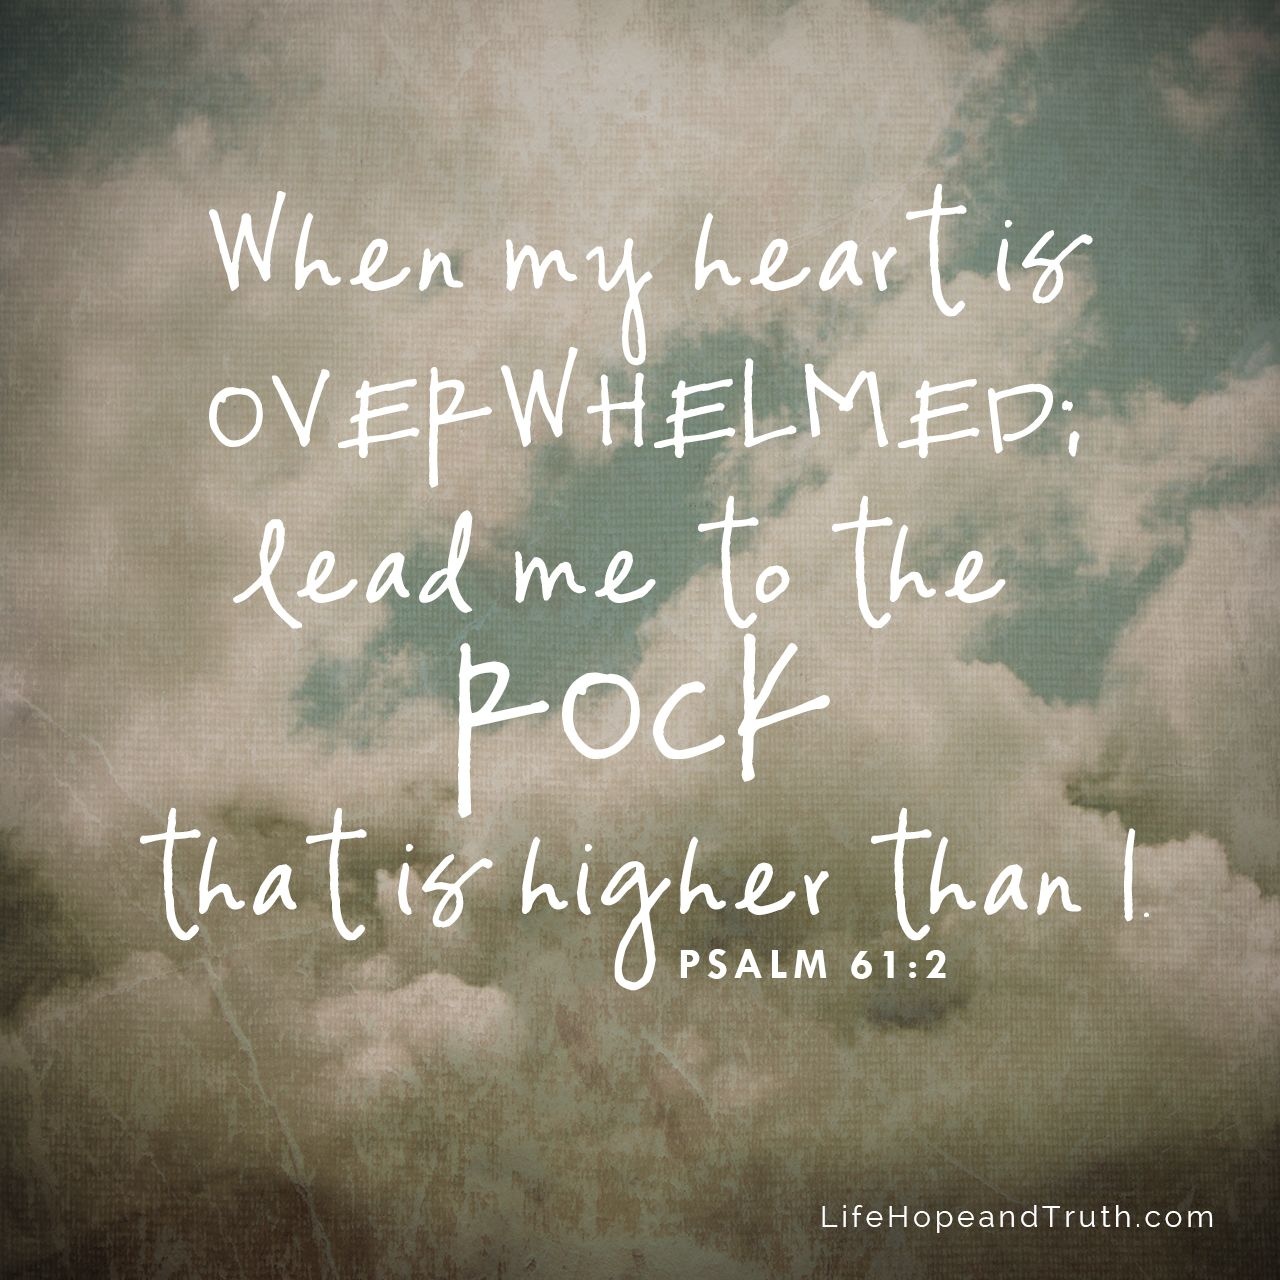 When my heart is
OVERWHELMED;
lead me to the
ROCK
that is higher than I.
PSALM 61:2
LifeHopeandTruth.com